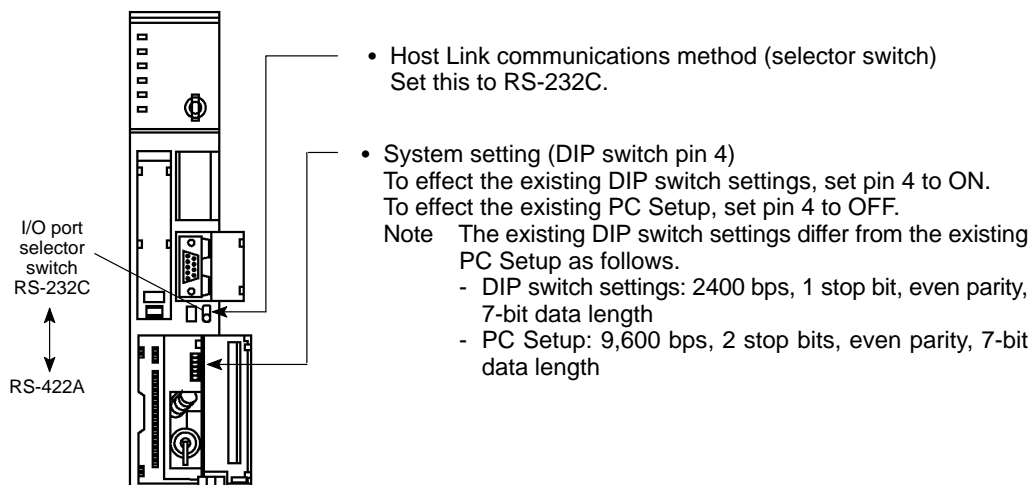 • Host Link communications method (selector switch)
Set this to RS-232C.
• System setting (DIP switch pin 4)
To effect the existing DIP switch settings, set pin 4 to ON.
To effect the existing PC Setup, set pin 4 to OFF.
Note The existing DIP switch settings differ from the existing
PC Setup as follows.
- DIP switch settings: 2400 bps, 1 stop bit, even parity,
7-bit data length
- PC Setup: 9,600 bps, 2 stop bits, even parity, 7-bit
data length
I/O port
selector
switch
RS-232C
RS-422A